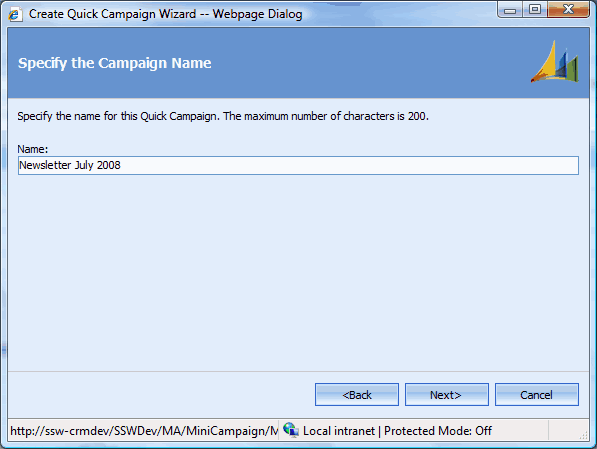 Create Quick Campaign Wizard -- Webpage Dialog
Specify the Campaign Name
Specify the name for this Quick Campaign. The maximum number of characters is 200.
Name:
Newsletter July 2008
<Back Next> Cancel
http://ssw-crmdev/SSWDev/MA/MiniCampaign/M Local intranet | Protected Mode: Off